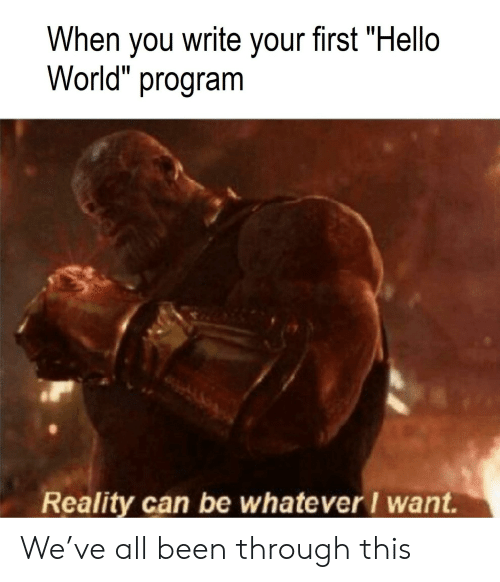 When you write your first "Hello
World" program
Reality can be whatever I want.
We’ve all been through this